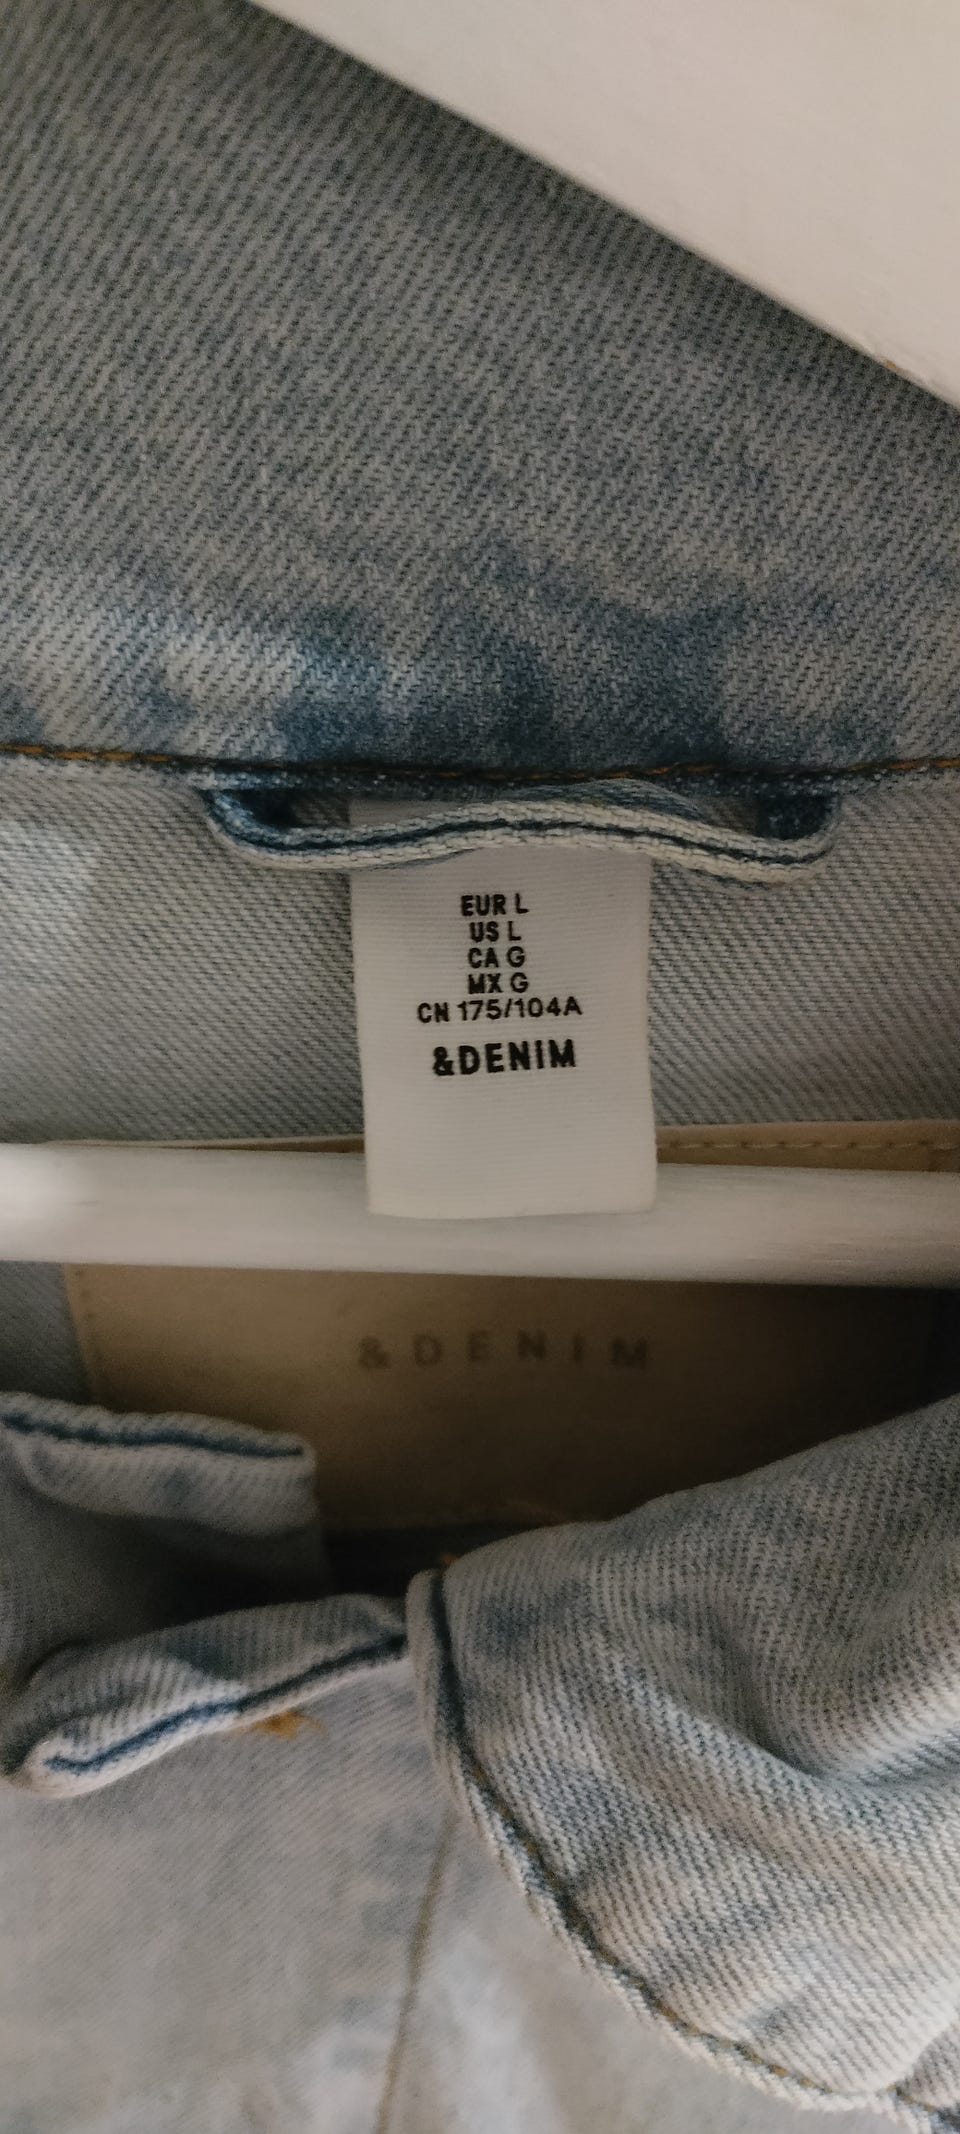 EUR L
US L
CA G
MX G
CN 175/104A
&DENIM
&DENIM